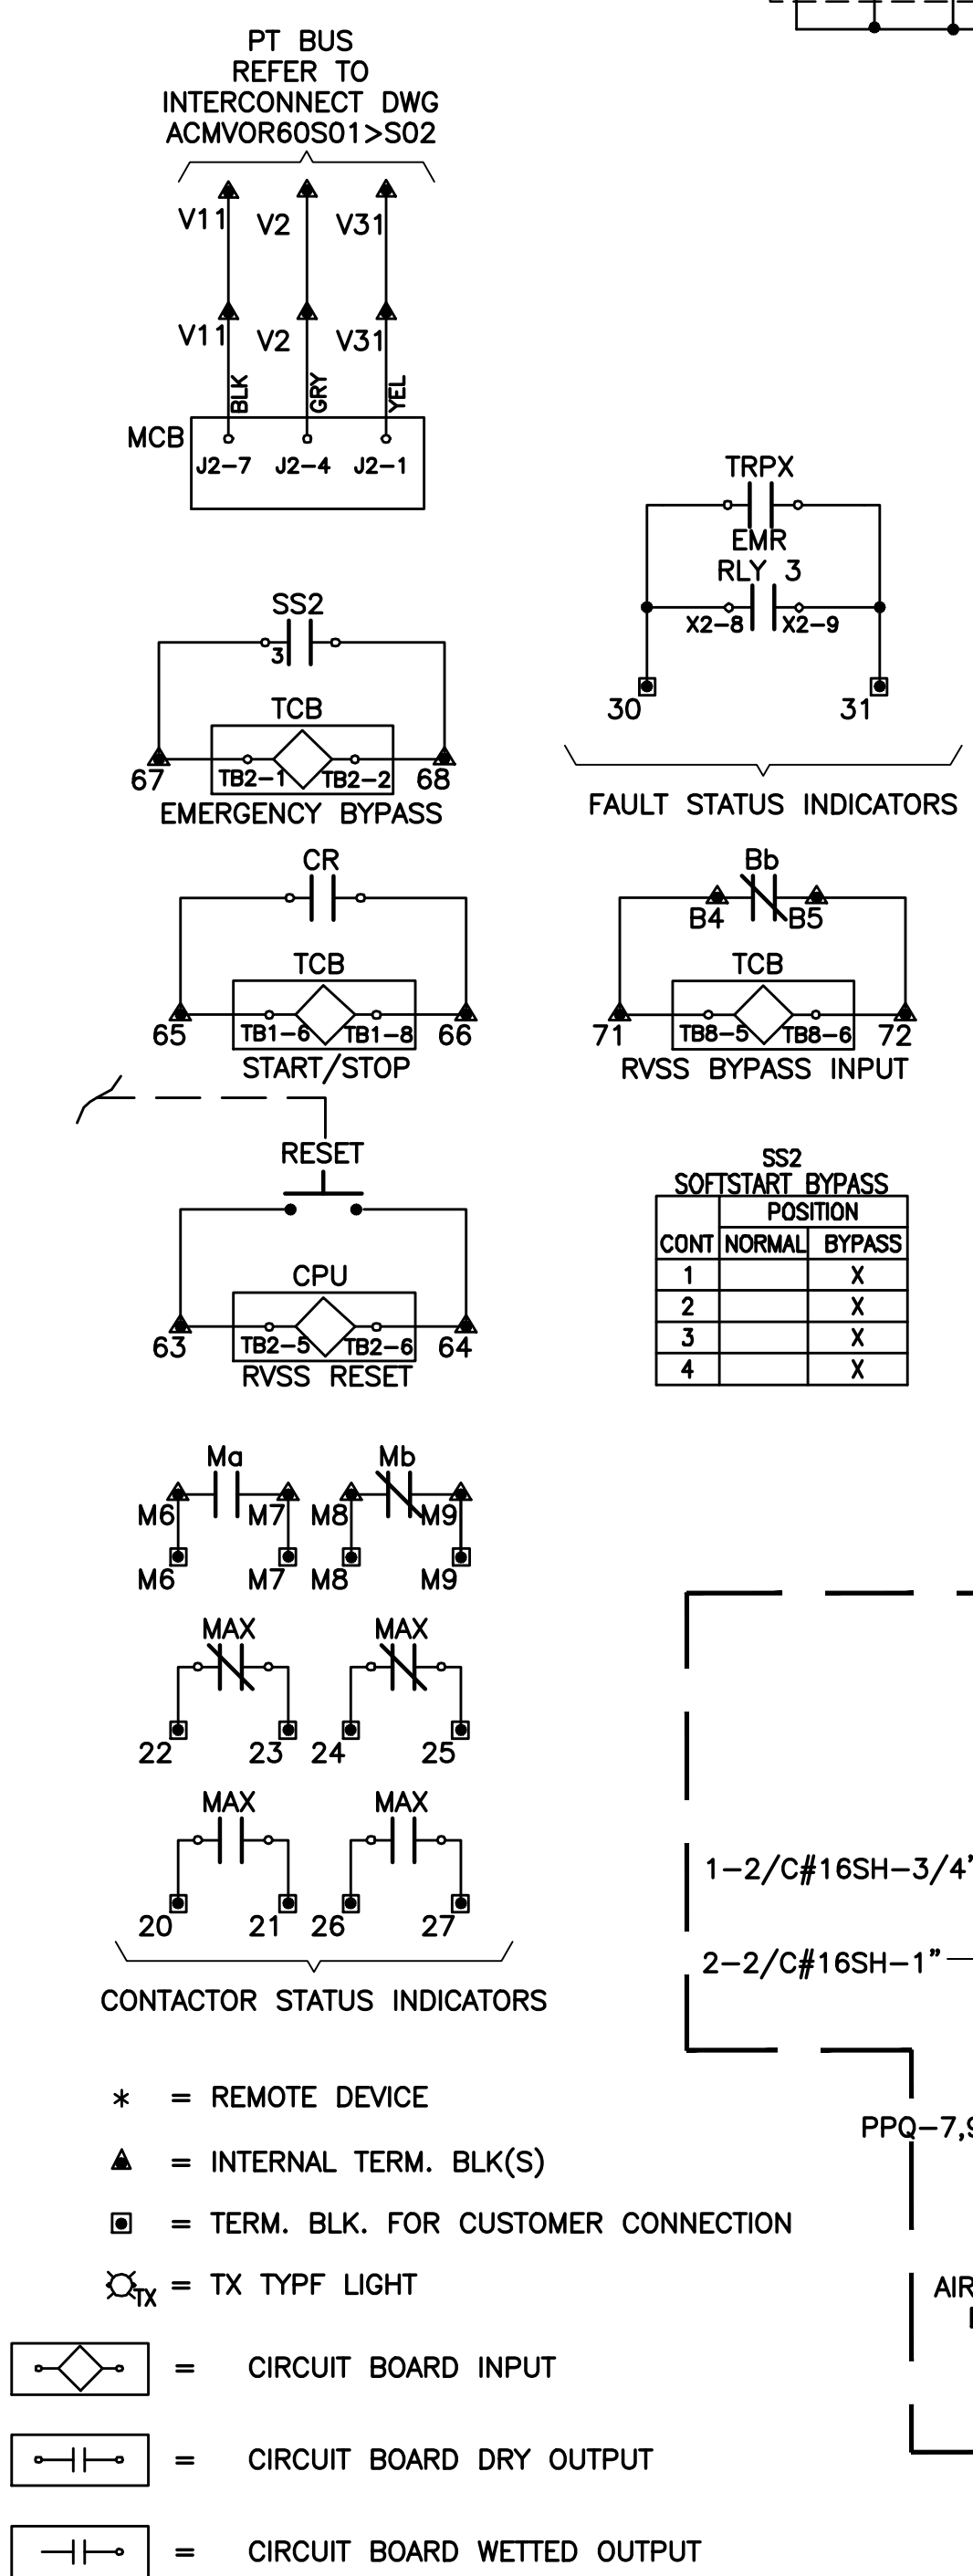 PT BUS
REFER TO
INTERCONNECT DWG
ACMVOR60S01>S02
V11 V2 V31
V11 V2 V31
BLK GRY YEL
MCB
J2-7 J2-4 J2-1
TRPX
EMR
RLY 3
X2-8 X2-9
30 31
FAULT STATUS INDICATORS
SS2
3
TCB
67 TB2-1 TB2-2 68
EMERGENCY BYPASS
CR
TCB
65 TB1-6 TB1-8 66
START/STOP
Bb
B4 B5
TCB
71 TB8-5 TB8-6 72
RVSS BYPASS INPUT
RESET
CPU
63 TB2-5 TB2-6 64
RVSS RESET
SS2
SOFTSTART BYPASS
POSITION
CONT NORMAL BYPASS
1 X
2 X
3 X
4 X
Ma Mb
M6 M7 M8 M9
M6 M7 M8 M9
MAX MAX
22 23 24 25
MAX MAX
20 21 26 27
CONTACTOR STATUS INDICATORS
1-2/C#16SH-3/4"
2-2/C#16SH-1"
PPQ-7,9
AIR
* = REMOTE DEVICE
= INTERNAL TERM. BLK(S)
= TERM. BLK. FOR CUSTOMER CONNECTION
TX = TX TYPF LIGHT
= CIRCUIT BOARD INPUT
= CIRCUIT BOARD DRY OUTPUT
= CIRCUIT BOARD WETTED OUTPUT